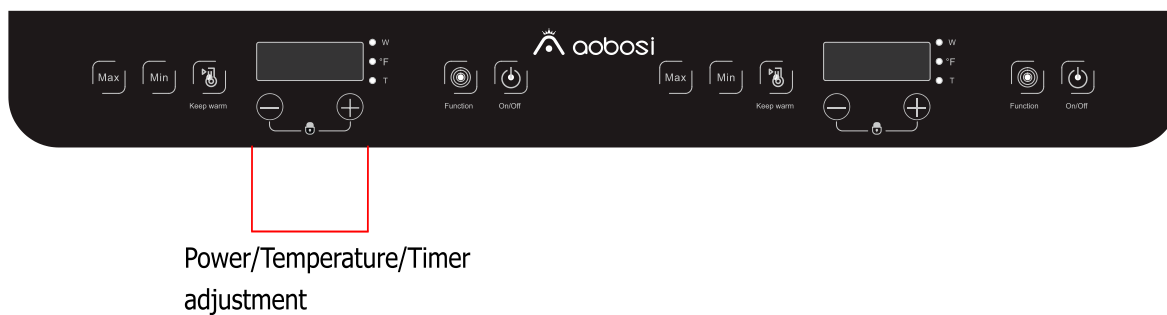 aobosi
W
°F
T
Max Min
Keep warm
Function On/Off
W
°F
T
Max Min
Keep warm
Function On/Off
Power/Temperature/Timer
adjustment